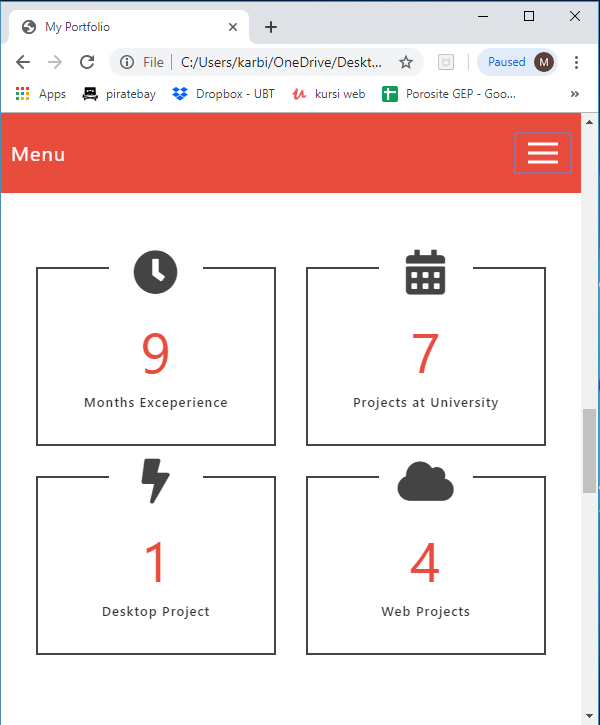 My Portfolio
File C:/Users/karbi/OneDrive/Deskt... Paused M
Apps piratebay Dropbox - UBT kursi web Porosite GEP - Goo... »
Menu
9
Months Exceperience
7
Projects at University
1
Desktop Project
4
Web Projects